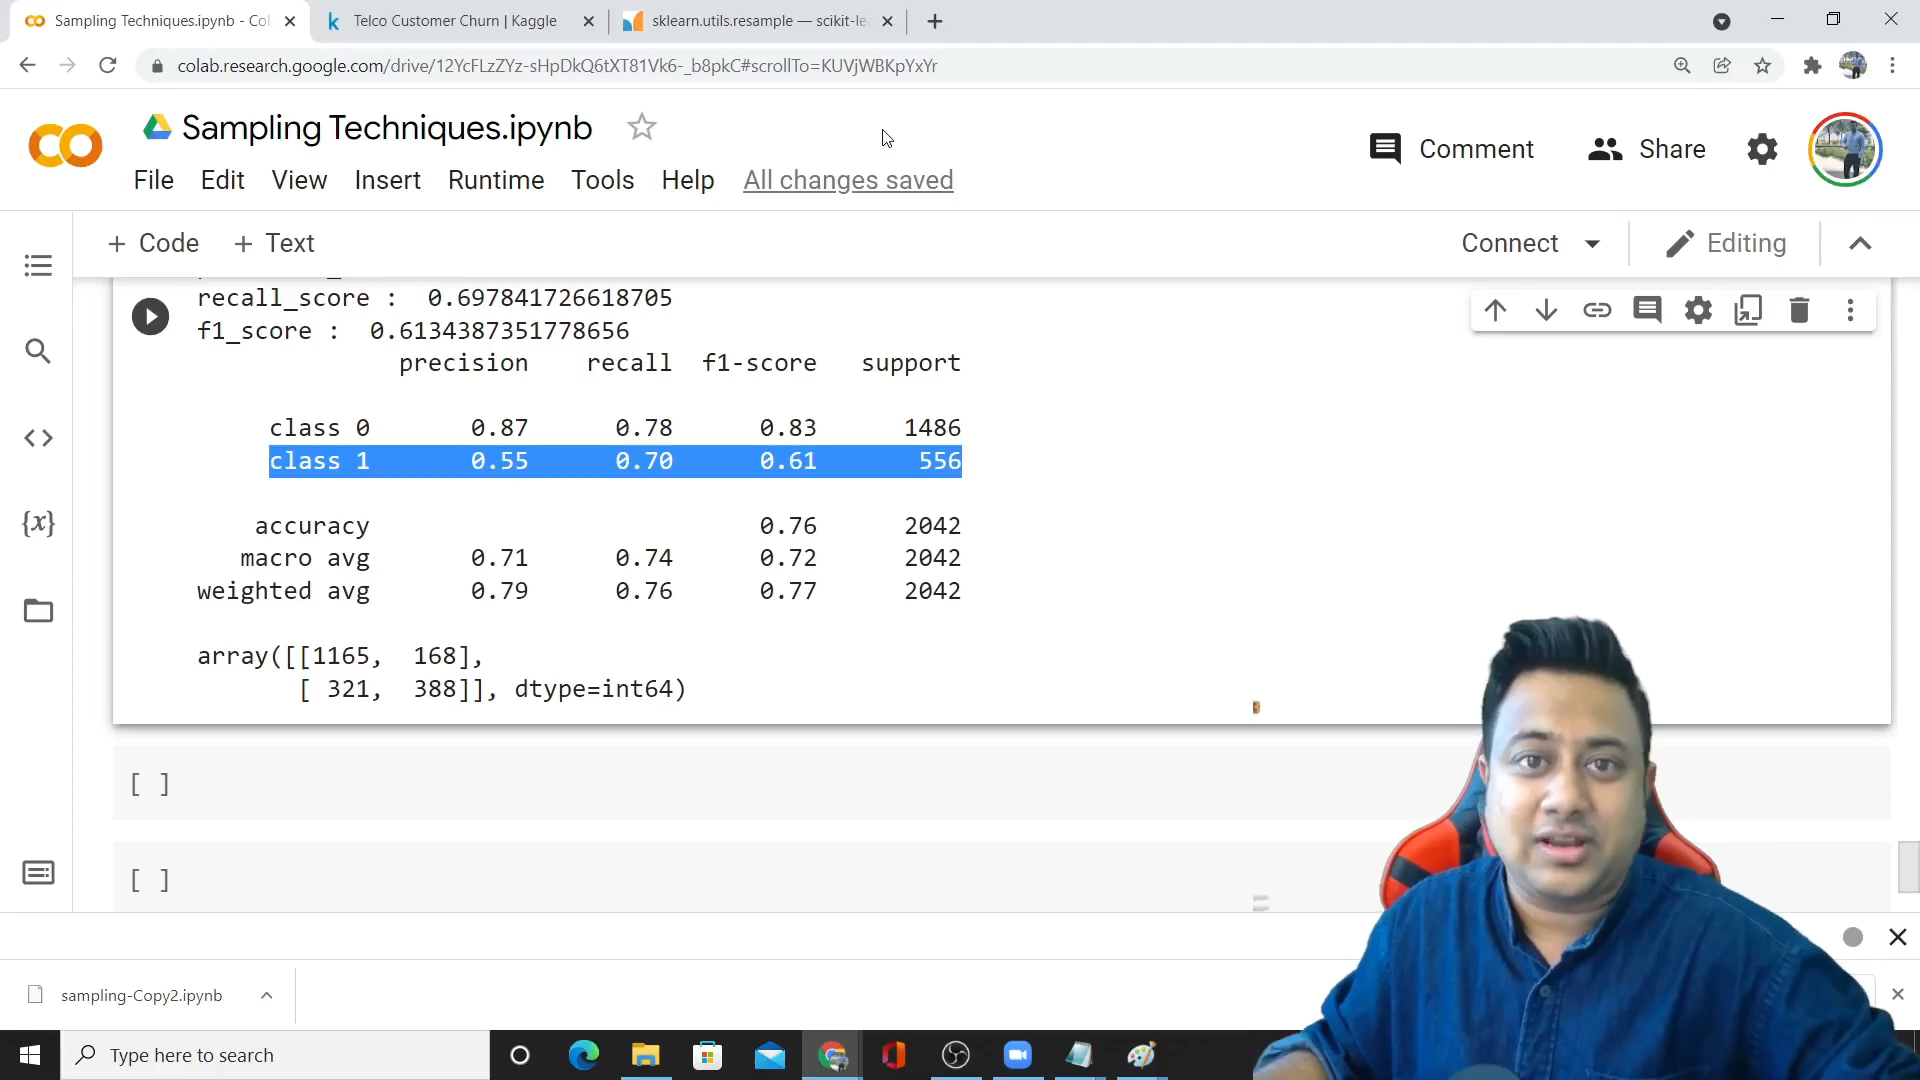 Sampling Techniques.ipynb - Col
Telco Customer Churn | Kaggle
sklearn.utils.resample — scikit-lea
colab.research.google.com/drive/12YcFLzZYz-sHpDkQ6tXT81Vk6-_b8pkC#scrollTo=KUVjWBKpYxYr
Sampling Techniques.ipynb
Comment
Share
File Edit View Insert Runtime Tools Help All changes saved
+ Code + Text
Connect
Editing
recall_score : 0.697841726618705
f1_score : 0.6134387351778656
precision recall f1-score support
class 0 0.87 0.78 0.83 1486
class 1 0.55 0.70 0.61 556
accuracy 0.76 2042
macro avg 0.71 0.74 0.72 2042
weighted avg 0.79 0.76 0.77 2042
array([[1165, 168],
[ 321, 388]], dtype=int64)
[ ]
[ ]
{x}
sampling-Copy2.ipynb
Type here to search